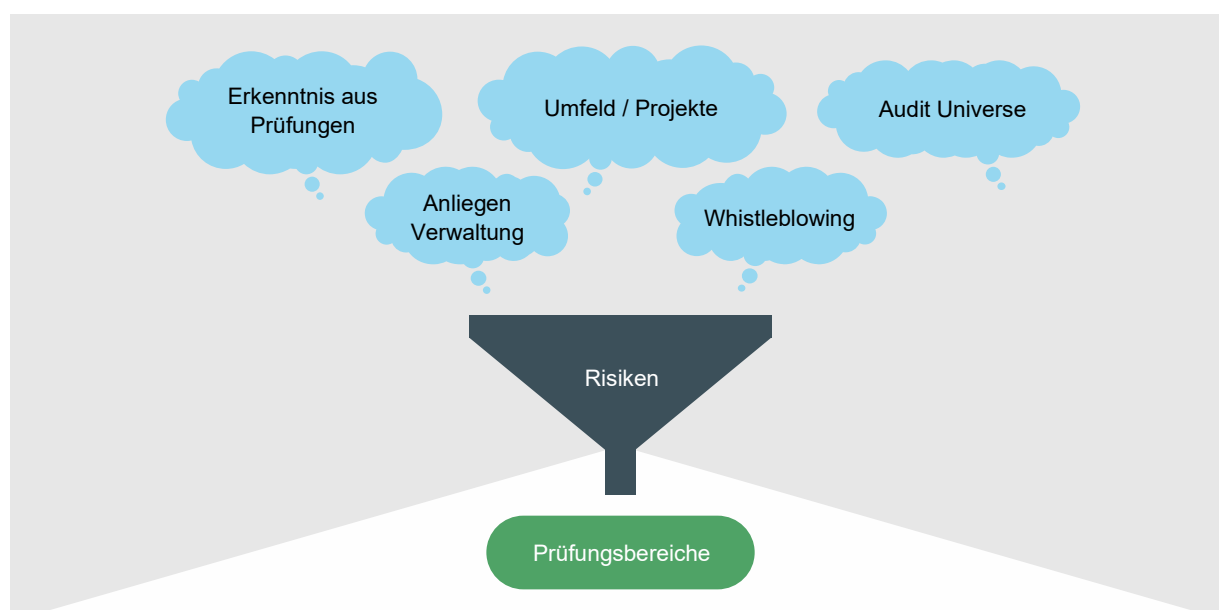 Erkenntnis aus
Prüfungen
Umfeld / Projekte
Audit Universe
Anliegen
Verwaltung
Whistleblowing
Risiken
Prüfungsbereiche